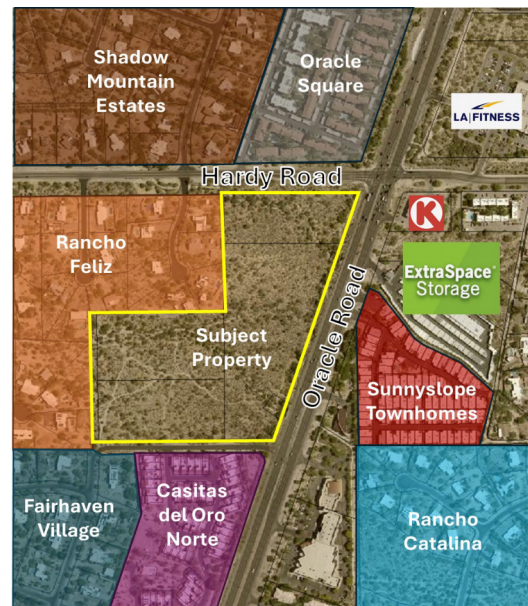 Shadow
Mountain
Estates
Oracle
Square
LA FITNESS
Hardy Road
K
Rancho
Feliz
ExtraSpace
Storage
Subject
Property
Oracle Road
Sunnyslope
Townhomes
Fairhaven
Village
Casitas
del Oro
Norte
Rancho
Catalina